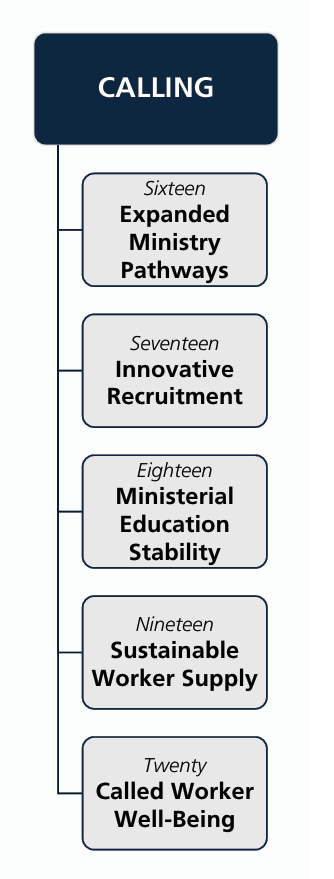 CALLING
Sixteen
Expanded
Ministry
Pathways
Seventeen
Innovative
Recruitment
Eighteen
Ministerial
Education
Stability
Nineteen
Sustainable
Worker Supply
Twenty
Called Worker
Well-Being